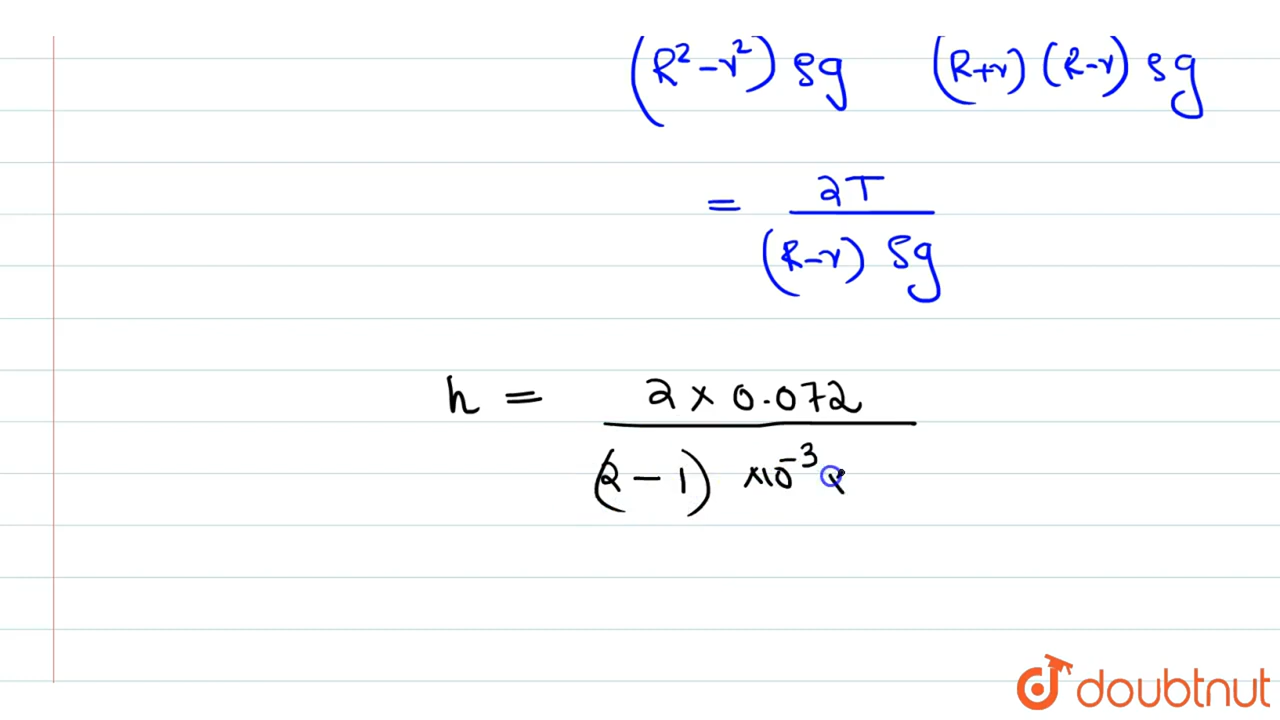 (R²-r²) ρg (R+r) (R-r) ρg
= 2T
(R-r) ρg
h = 2 × 0.072
(2 - 1) ×10⁻³ ×
doubtnut